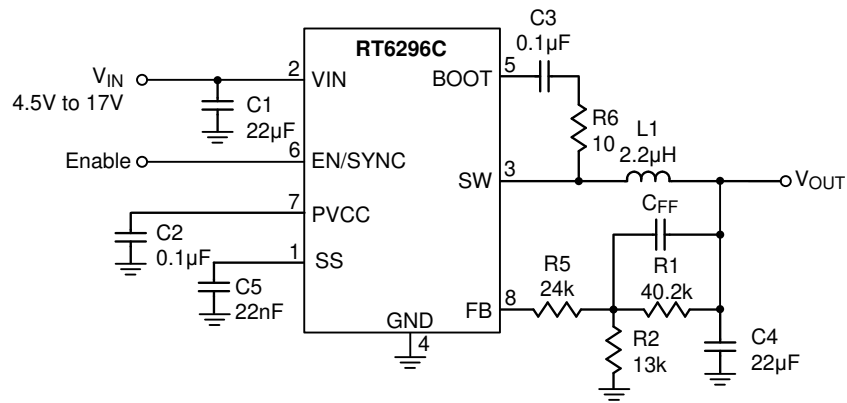 RT6296C
VIN
4.5V to 17V
2
VIN
C1
22µF
Enable
6
EN/SYNC
7
PVCC
C2
0.1µF
1
SS
C5
22nF
GND
4
BOOT
5
C3
0.1µF
R6
10
SW
3
L1
2.2µH
VOUT
CFF
R1
40.2k
FB
8
R5
24k
R2
13k
C4
22µF